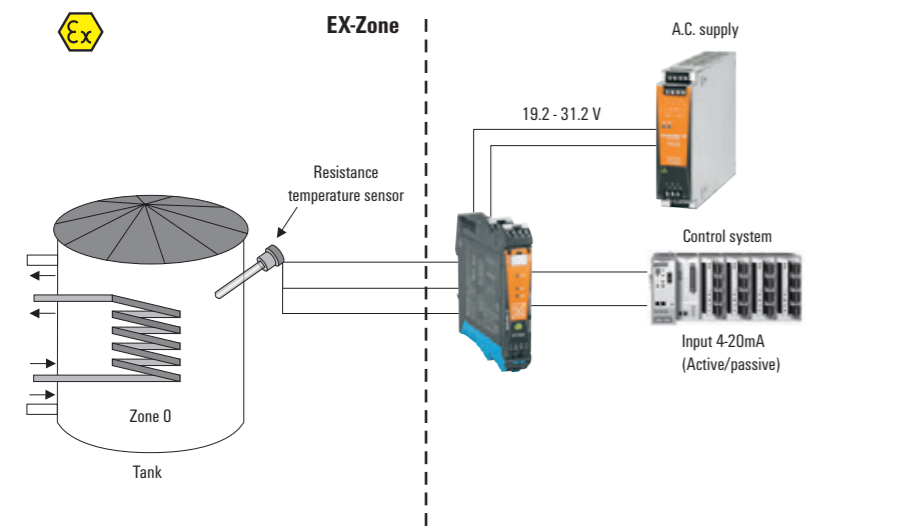 Ex
EX-Zone
A.C. supply
19.2 - 31.2 V
Resistance
temperature sensor
Control system
Input 4-20mA
(Active/passive)
Zone 0
Tank